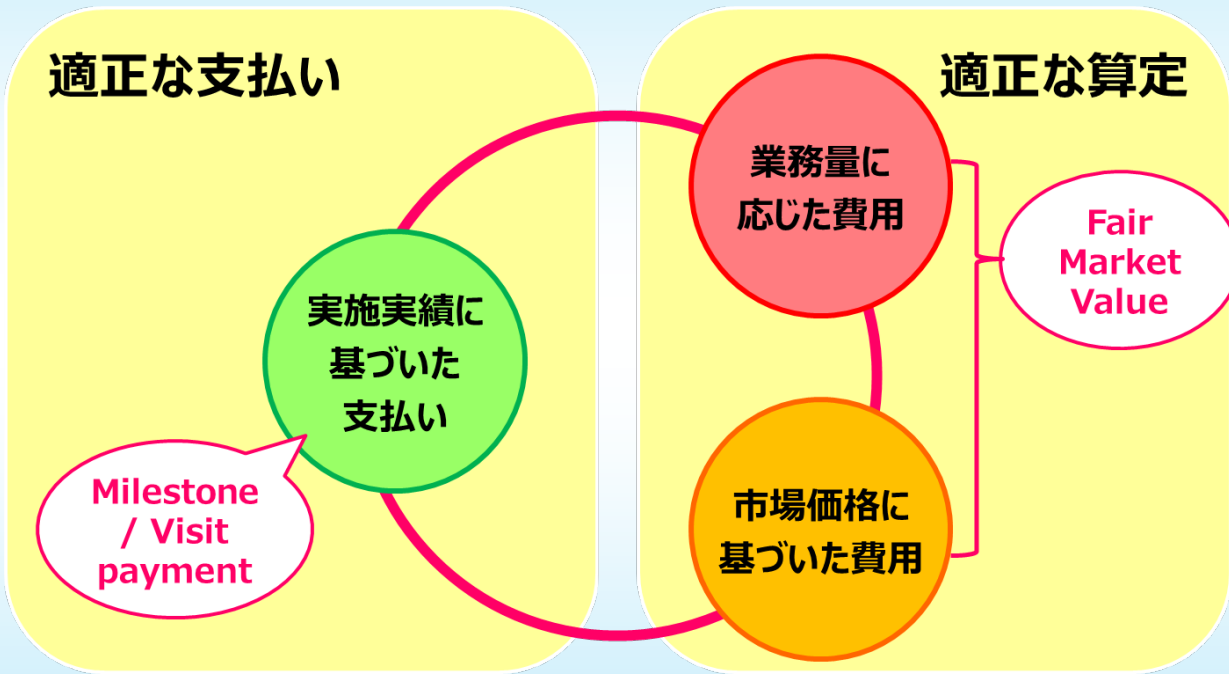 適正な支払い
実施実績に
基づいた
支払い
Milestone
/ Visit
payment
適正な算定
業務量に
応じた費用
市場価格に
基づいた費用
Fair
Market
Value